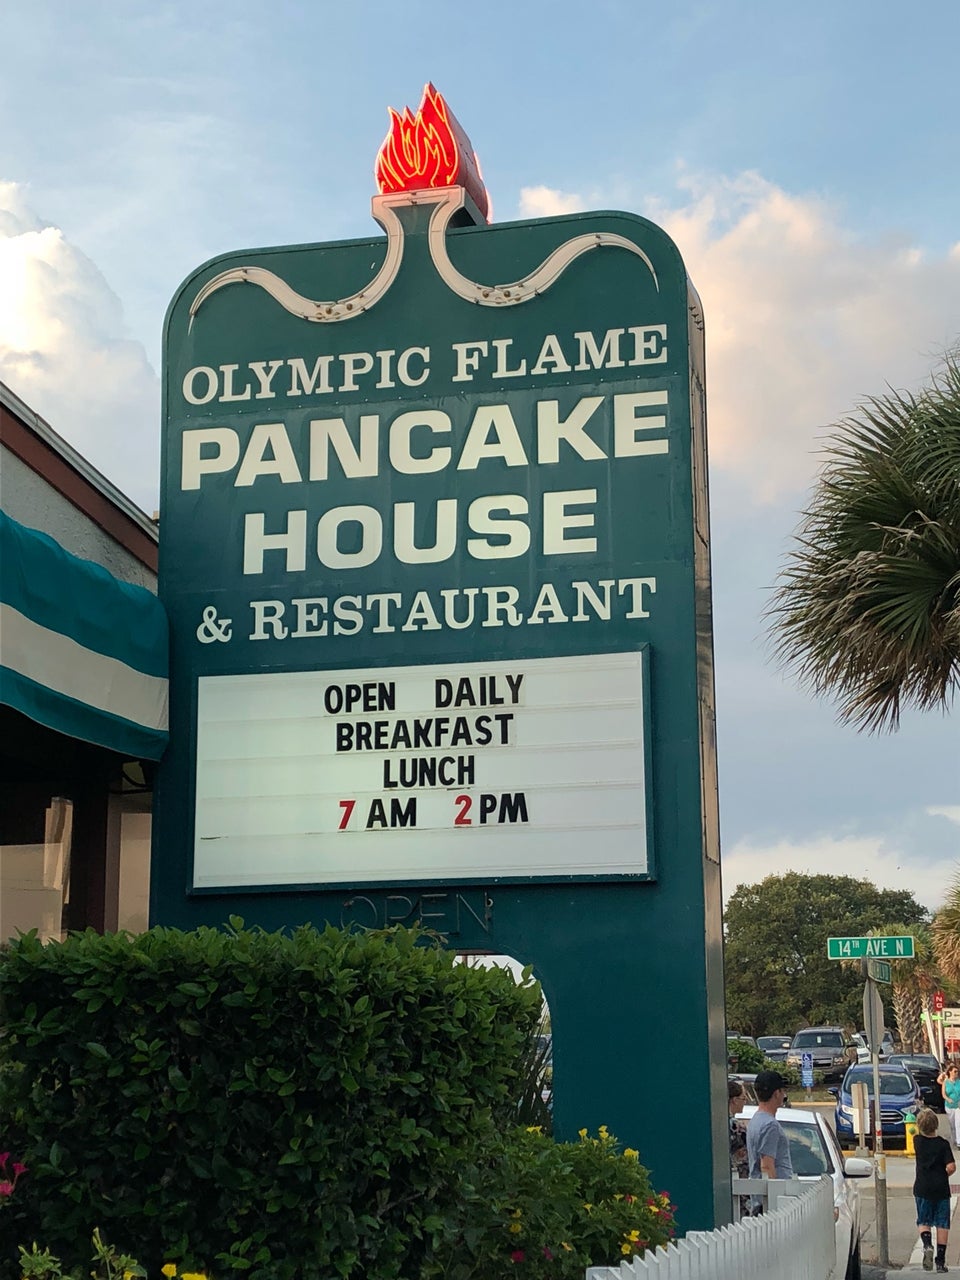 OLYMPIC FLAME
PANCAKE
HOUSE
& RESTAURANT
OPEN DAILY
BREAKFAST
LUNCH
7 AM 2 PM
OPEN
14TH AVE N